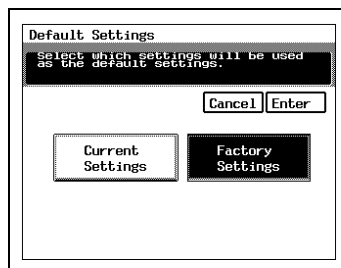 Default Settings
Select which settings will be used
as the default settings.
Cancel Enter
Current
Settings
Factory
Settings